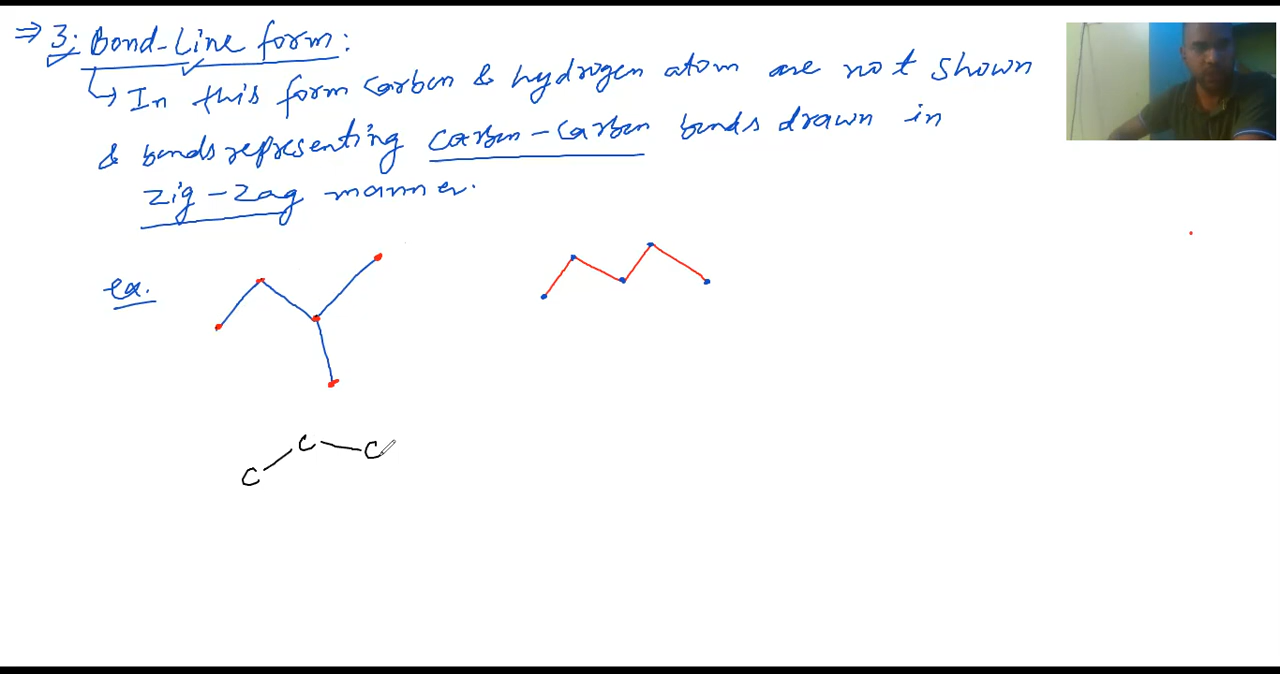 ⇒ 3: Bond-Line form:
↳ In this form carbon & hydrogen atom are not shown
& bonds representing carbon-carbon bonds drawn in
zig-zag manner.
ex.
C C C